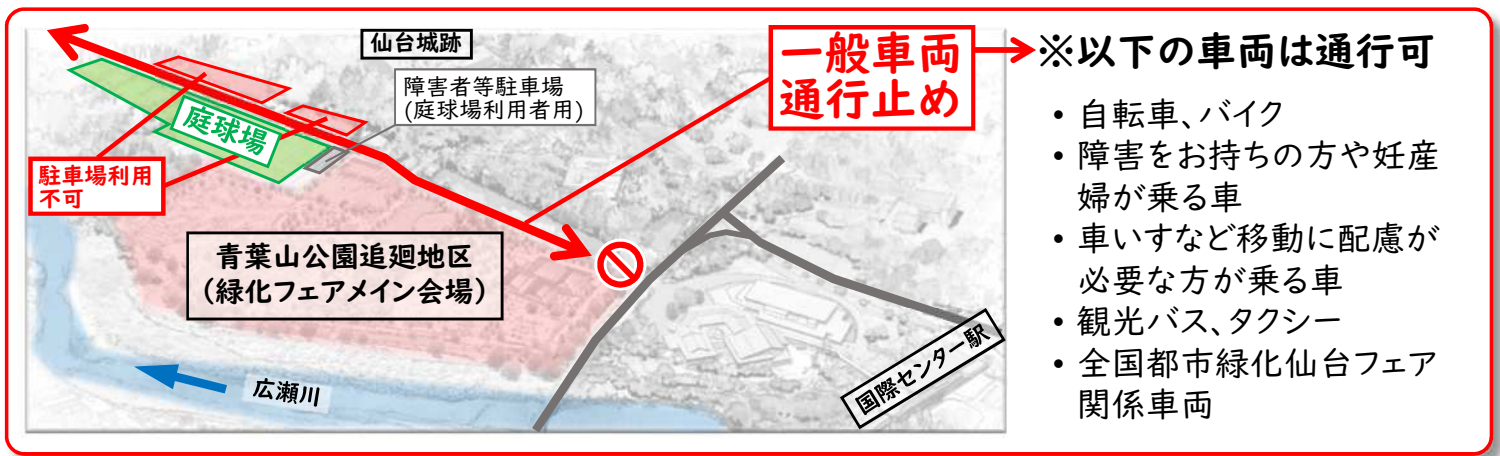 仙台城跡
障害者等駐車場
(庭球場利用者用)
庭球場
駐車場利用
不可
青葉山公園追廻地区
(緑化フェアメイン会場)
広瀬川
国際センター駅
一般車両
通行止め
※以下の車両は通行可
• 自転車、バイク
• 障害をお持ちの方や妊産
婦が乗る車
• 車いすなど移動に配慮が
必要な方が乗る車
• 観光バス、タクシー
• 全国都市緑化仙台フェア
関係車両